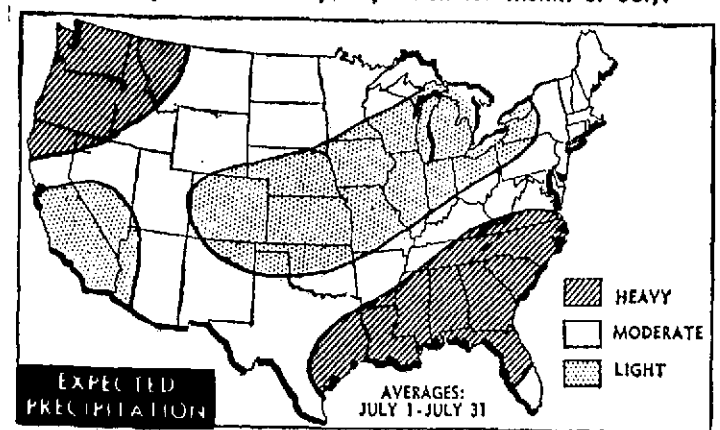 HEAVY
MODERATE
LIGHT
EXPECTED
PRECIPITATION
AVERAGES:
JULY 1 - JULY 31